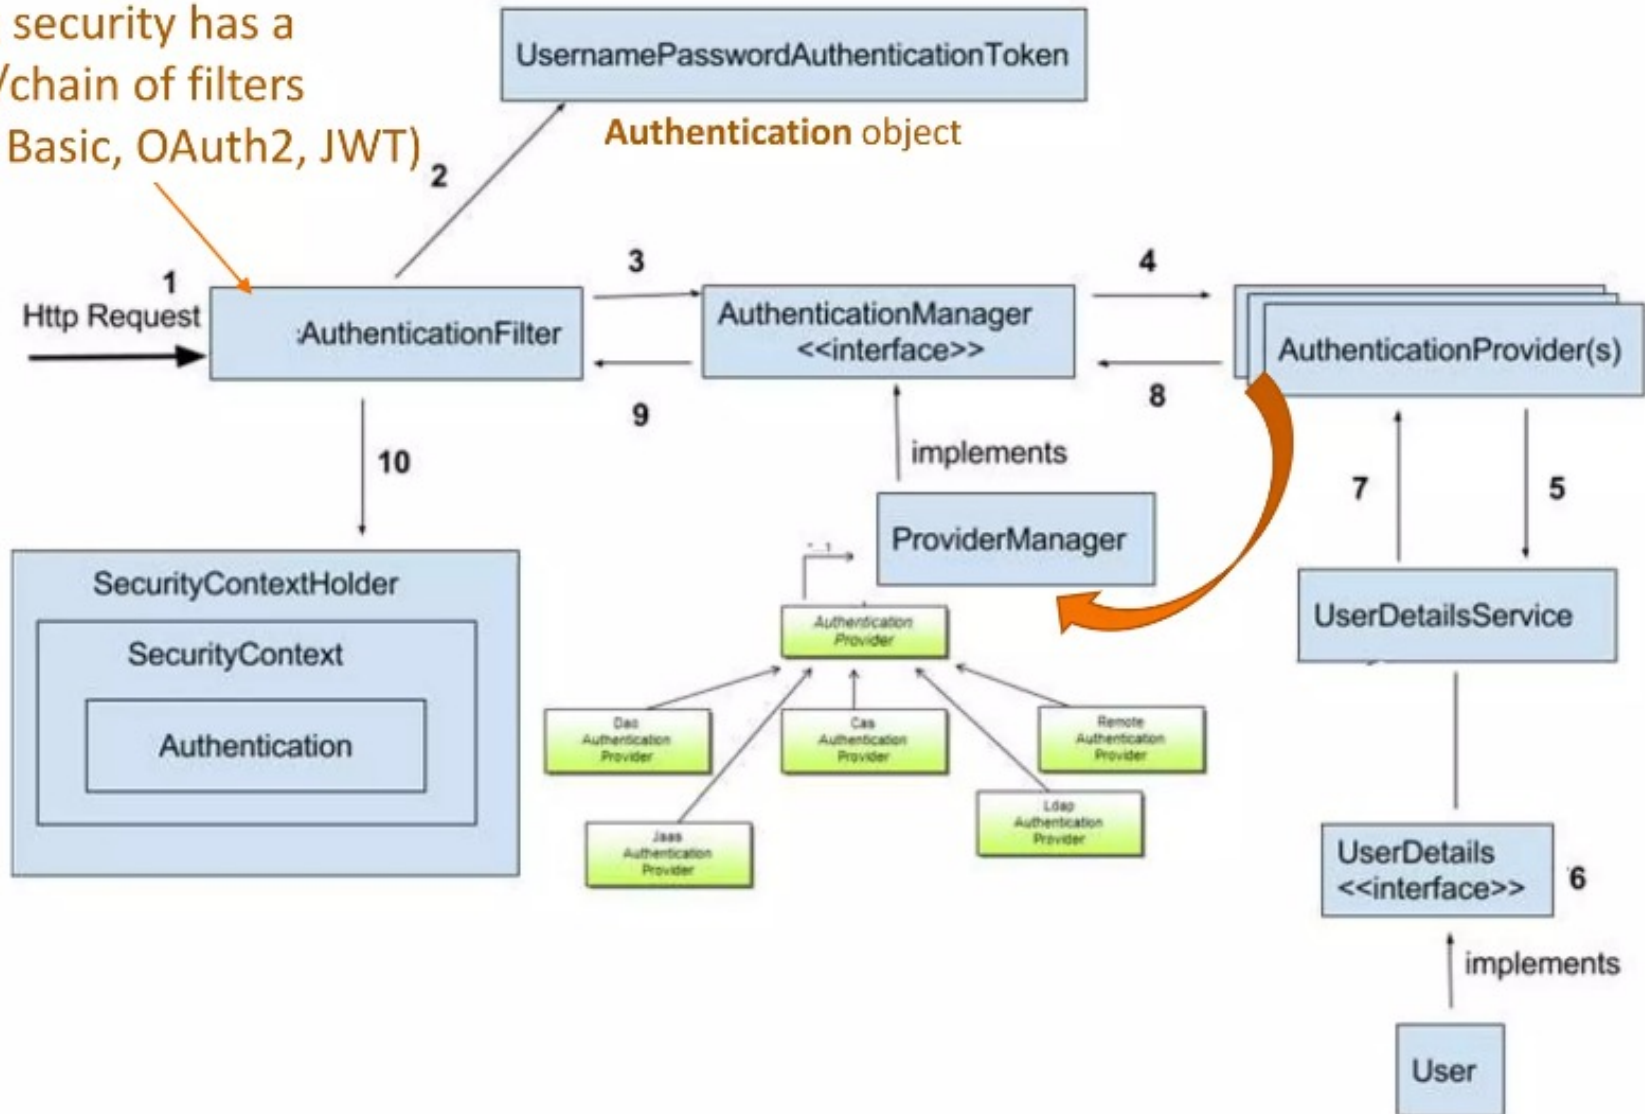 security has a
/chain of filters
Basic, OAuth2, JWT)
UsernamePasswordAuthenticationToken
Authentication object
2
1
Http Request
:AuthenticationFilter
3
AuthenticationManager
<<interface>>
4
AuthenticationProvider(s)
9
8
10
implements
7
5
ProviderManager
UserDetailsService
SecurityContextHolder
SecurityContext
Authentication
Authentication
Provider
Dao
Authentication
Provider
Cas
Authentication
Provider
Remote
Authentication
Provider
Jaas
Authentication
Provider
Ldap
Authentication
Provider
UserDetails
<<interface>>
6
implements
User